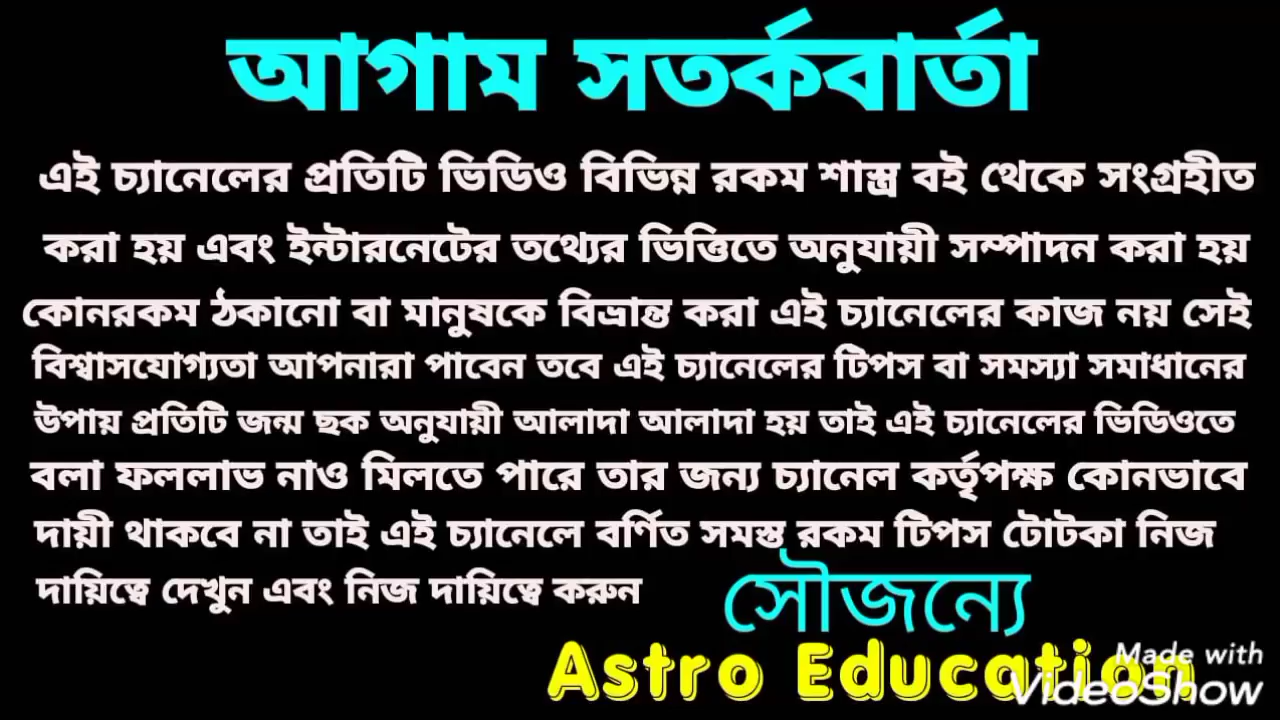 আগাম সতর্কবার্তা
এই চ্যানেলের প্রতিটি ভিডিও বিভিন্ন রকম শাস্ত্র বই থেকে সংগ্রহীত
করা হয় এবং ইন্টারনেটের তথ্যের ভিত্তিতে অনুযায়ী সম্পাদন করা হয়
কোনরকম ঠকানো বা মানুষকে বিভ্রান্ত করা এই চ্যানেলের কাজ নয় সেই
বিশ্বাসযোগ্যতা আপনারা পাবেন তবে এই চ্যানেলের টিপস বা সমস্যা সমাধানের
উপায় প্রতিটি জন্ম ছক অনুযায়ী আলাদা আলাদা হয় তাই এই চ্যানেলের ভিডিওতে
বলা ফললাভ নাও মিলতে পারে তার জন্য চ্যানেল কর্তৃপক্ষ কোনভাবে
দায়ী থাকবে না তাই এই চ্যানেলে বর্ণিত সমস্ত রকম টিপস টোটকা নিজ
দায়িত্বে দেখুন এবং নিজ দায়িত্বে করুন
সৌজন্যে
Astro Education
Made with
VideoShow